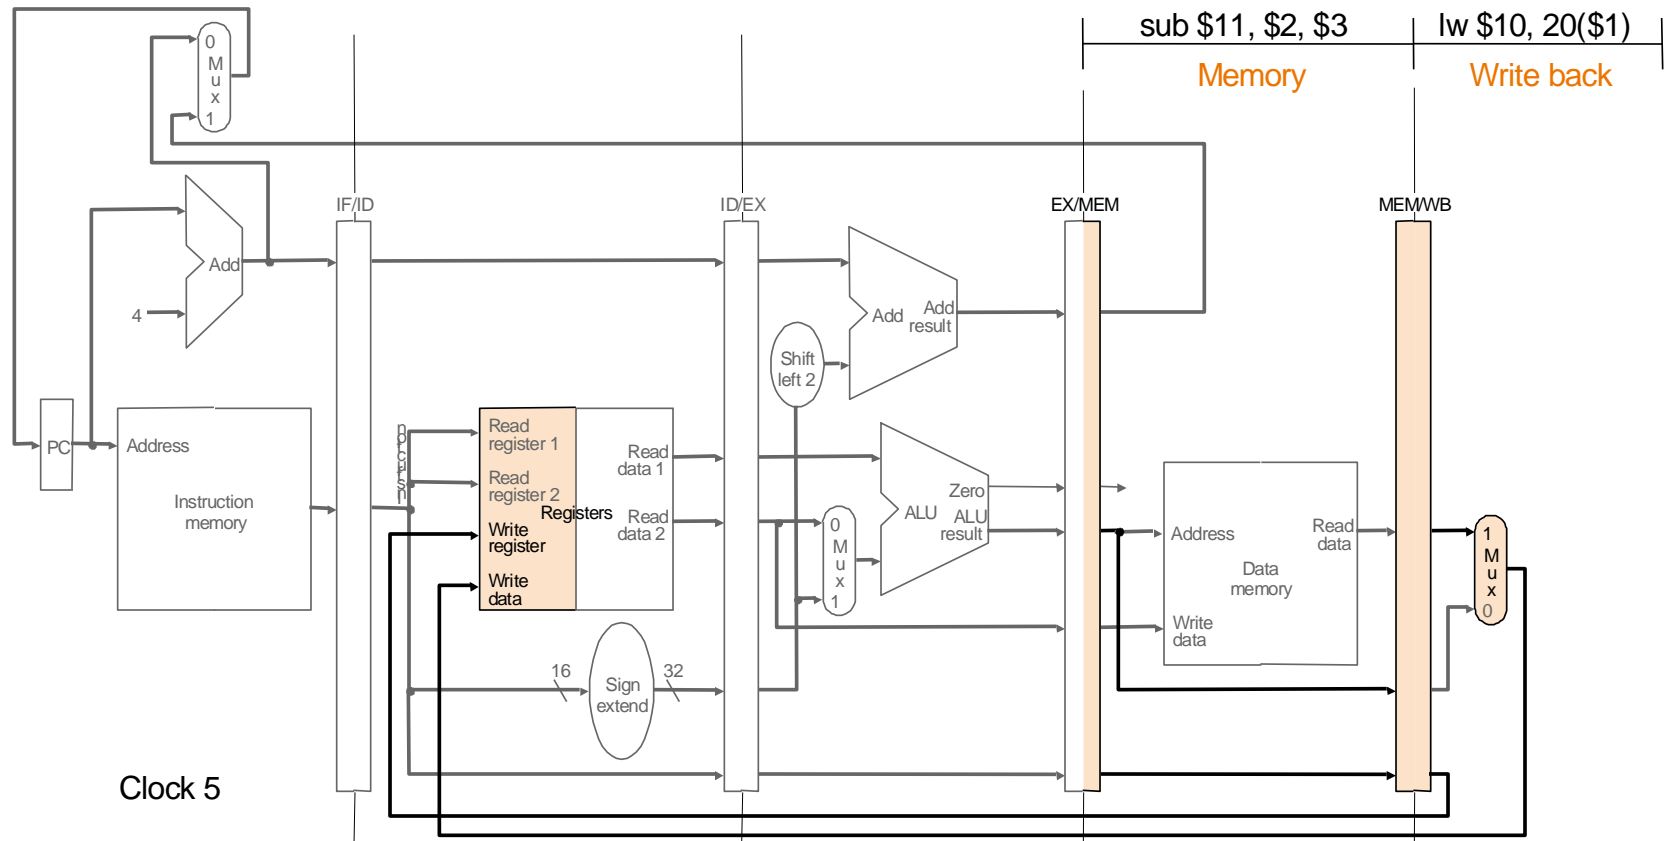 sub $11, $2, $3
lw $10, 20($1)
Memory
Write back
0
M
u
x
1
IF/ID
ID/EX
EX/MEM
MEM/WB
Add
4
Add
Add
result
Shift
left 2
PC
Address
Instruction
memory
Instruction
Read
register 1
Read
register 2
Registers
Write
register
Write
data
Read
data 1
Read
data 2
0
M
u
x
1
Zero
ALU
ALU
result
Address
Read
data
Data
memory
Write
data
1
M
u
x
0
16
Sign
extend
32
Clock 5